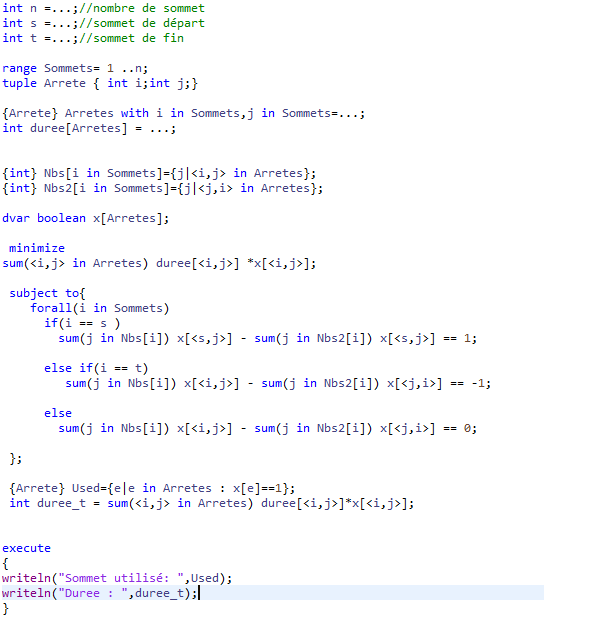 int n =...;//nombre de sommet
int s =...;//sommet de départ
int t =...;//sommet de fin
range Sommets= 1 ..n;
tuple Arrete { int i;int j;}
{Arrete} Arretes with i in Sommets,j in Sommets=...;
int duree[Arretes] = ...;
{int} Nbs[i in Sommets]={j|<i,j> in Arretes};
{int} Nbs2[i in Sommets]={j|<j,i> in Arretes};
dvar boolean x[Arretes];
minimize
sum(<i,j> in Arretes) duree[<i,j>] *x[<i,j>];
subject to{
forall(i in Sommets)
if(i == s )
sum(j in Nbs[i]) x[<s,j>] - sum(j in Nbs2[i]) x[<s,j>] == 1;
else if(i == t)
sum(j in Nbs[i]) x[<i,j>] - sum(j in Nbs2[i]) x[<j,i>] == -1;
else
sum(j in Nbs[i]) x[<i,j>] - sum(j in Nbs2[i]) x[<j,i>] == 0;
};
{Arrete} Used={e|e in Arretes : x[e]==1};
int duree_t = sum(<i,j> in Arretes) duree[<i,j>]*x[<i,j>];
execute
{
writeln("Sommet utilisé: ",Used);
writeln("Duree : ",duree_t);
}